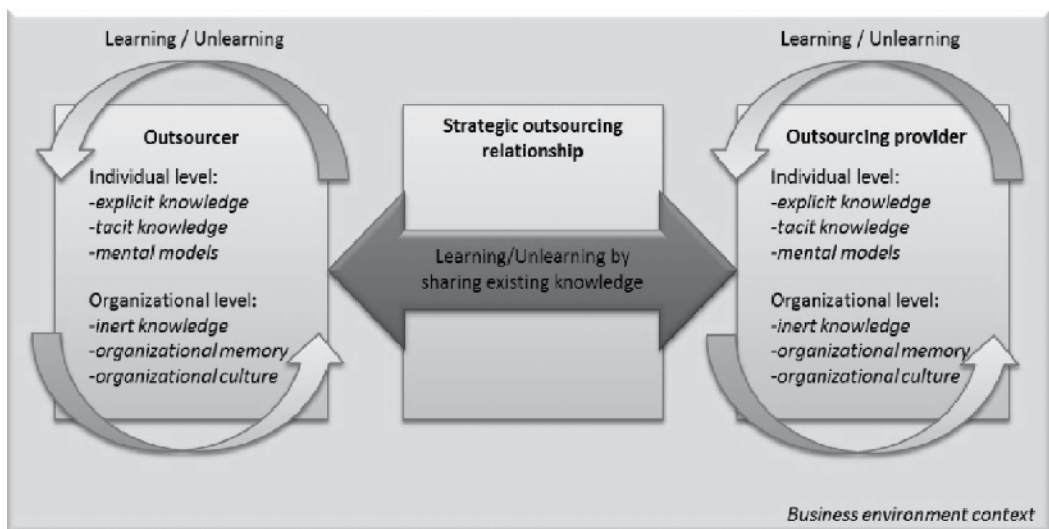 Learning / Unlearning
Outsourcer
Individual level:
-explicit knowledge
-tacit knowledge
-mental models
Organizational level:
-inert knowledge
-organizational memory
-organizational culture
Strategic outsourcing
relationship
Learning/Unlearning by
sharing existing knowledge
Learning / Unlearning
Outsourcing provider
Individual level:
-explicit knowledge
-tacit knowledge
-mental models
Organizational level:
-inert knowledge
-organizational memory
-organizational culture
Business environment context